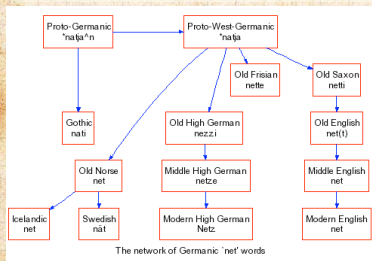 Proto-Germanic
*natja^n
Proto-West-Germanic
*natja
Old Frisian
nette
Old Saxon
netti
Gothic
nati
Old High German
nezzi
Old English
net(t)
Old Norse
net
Middle High German
netze
Middle English
net
Icelandic
net
Swedish
nät
Modern High German
Netz
Modern English
net
The network of Germanic `net' words